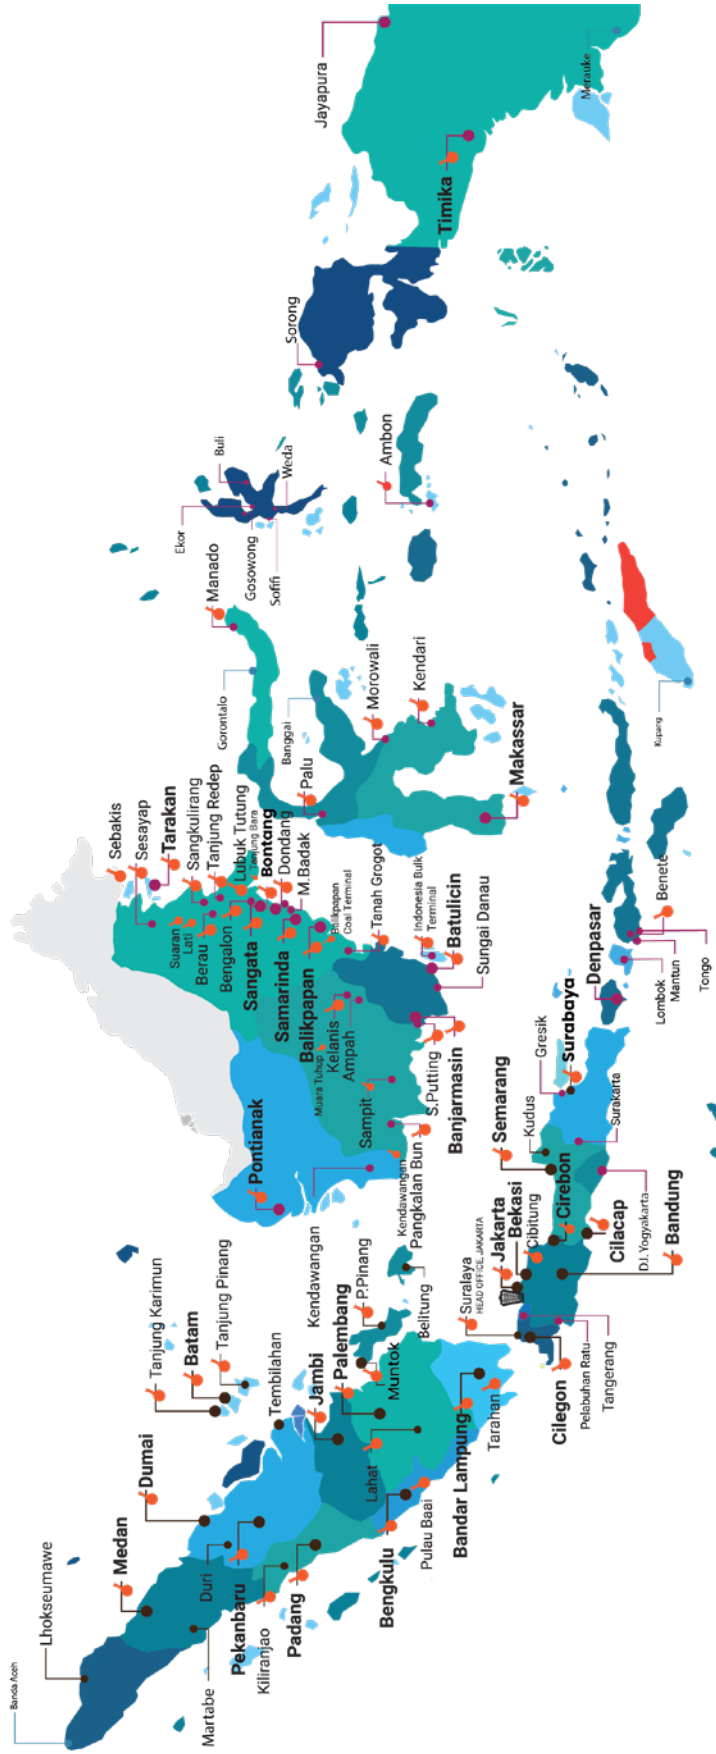 Banda Aceh
Lhokseumawe
Medan
Martabe
Dumai
Duri
Pekanbaru
Kiliranjao
Padang
Tanjung Karimun
Batam
Tanjung Pinang
Tembilahan
Jambi
Palembang
Kendawangan
P.Pinang
Muntok
Belitung
Lahat
Bengkulu
Pulau Baai
Bandar Lampung
Tarahan
Suralaya
HEAD OFFICE, JAKARTA
Jakarta
Bekasi
Cibitung
Cirebon
Cilegon
Pelabuhan Ratu
Tangerang
Bandung
Cilacap
D.I. Yogyakarta
Semarang
Kudus
Gresik
Surabaya
Surakarta
Denpasar
Lombok
Mantun
Tongo
Benete
Kupang
Pontianak
Kendawangan
Pangkalan Bun
Sampit
S.Putting
Banjarmasin
Muara Tuhup
Kelanis
Ampah
Sungai Danau
Batulicin
Indonesia Bulk
Terminal
Tanah Grogot
Balikpapan
Coal Terminal
Balikpapan
Samarinda
M.Badak
Dondang
Bontang
Sangata
Tanjung Bara
Lubuk Tutung
Bengalon
Berau
Lati
Suaran
Tanjung Redep
Sangkulirang
Tarakan
Sesayap
Sebakis
Palu
Makassar
Kendari
Morowali
Banggai
Gorontalo
Manado
Ekor
Buli
Gosowong
Sofifi
Weda
Ambon
Sorong
Timika
Jayapura
Merauke